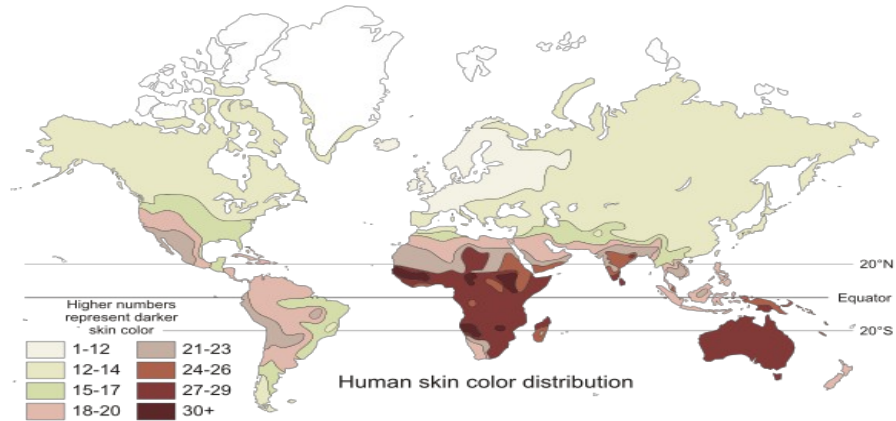 20°N
Equator
20°S
Higher numbers
represent darker
skin color
1-12
12-14
15-17
18-20
21-23
24-26
27-29
30+
Human skin color distribution